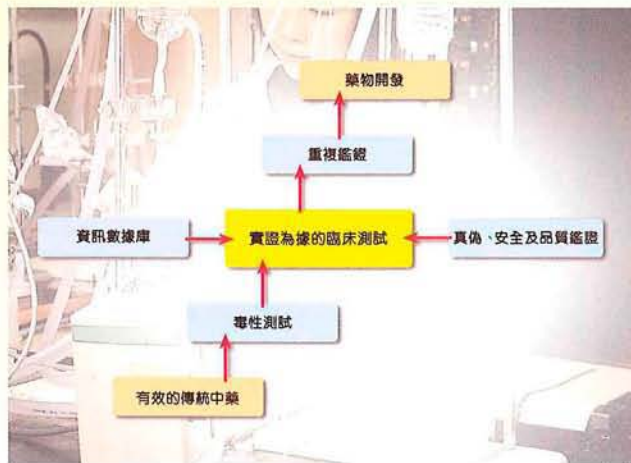 藥物開發
重複鑑證
資訊數據庫
實證為據的臨床測試
真偽、安全及品質鑑證
毒性測試
有效的傳統中藥